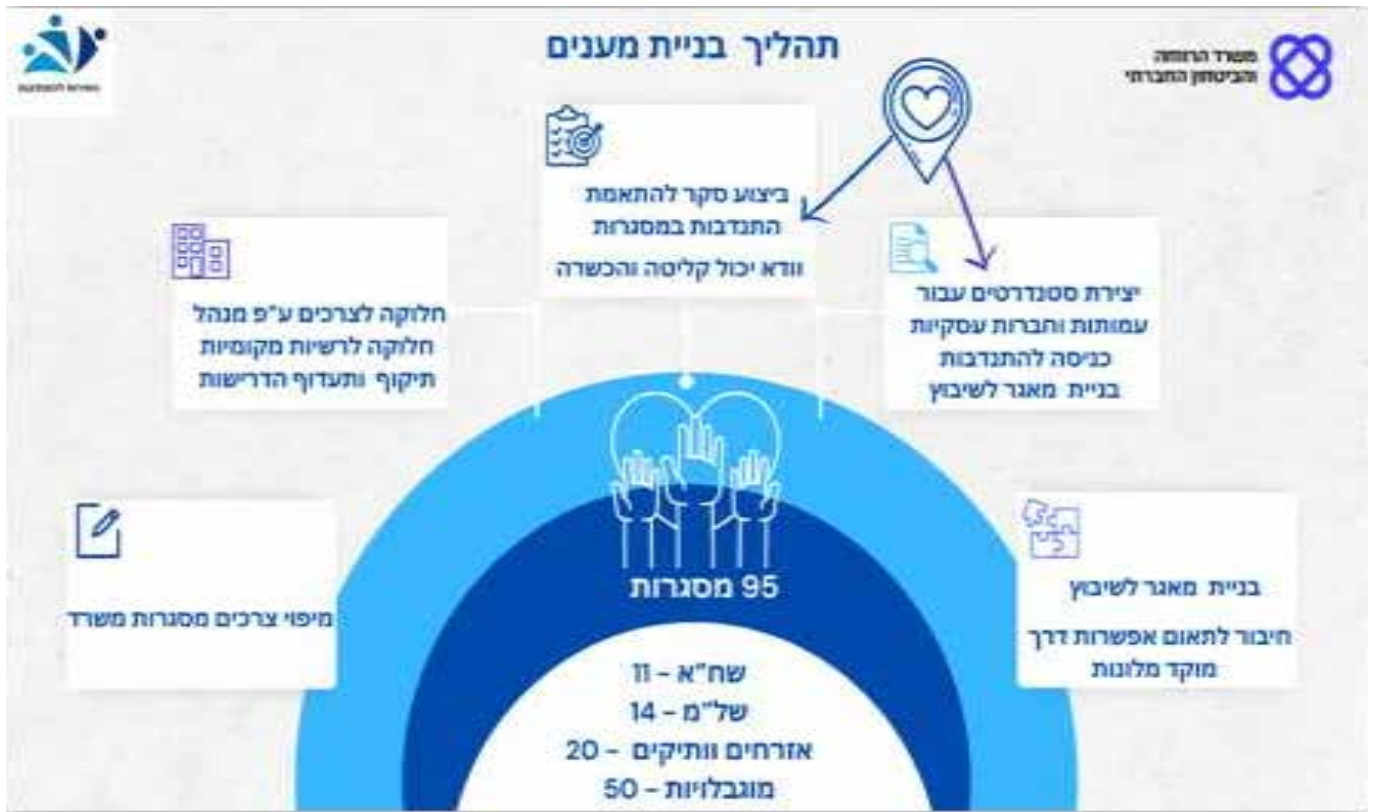 תהליך בניית מענים
משרד הרווחה
והביטחון החברתי
ביצוע סקר להתאמת
התנדבות במסגרות
וודא יכול קליטה והכשרה
יצירת סטנדרטים עבור
עמותות וחברות עסקיות
כניסה להתנדבות
בניית מאגר לשיבוץ
חלוקה לצרכים ע"פ מנהל
חלוקה לרשיות מקומיות
תיקוף ותעדוף הדרישות
מיפוי צרכים מסגרות משרד
בניית מאגר לשיבוץ
חיבור לתאום אפשרות דרך
מוקד מלונות
95 מסגרות
שח"א - 11
של"מ - 14
אזרחים וותיקים - 20
מוגבלויות - 50